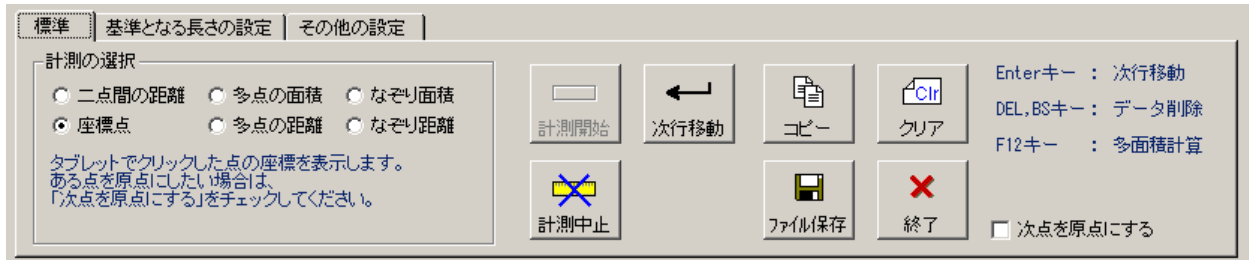 標準
基準となる長さの設定
その他の設定
計測の選択
二点間の距離
多点の面積
なぞり面積
座標点
多点の距離
なぞり距離
タブレットでクリックした点の座標を表示します。
ある点を原点にしたい場合は、
「次点を原点にする」をチェックしてください。
計測開始
次行移動
コピー
Clr
クリア
計測中止
ファイル保存
終了
Enterキー : 次行移動
DEL,BSキー: データ削除
F12キー : 多面積計算
次点を原点にする